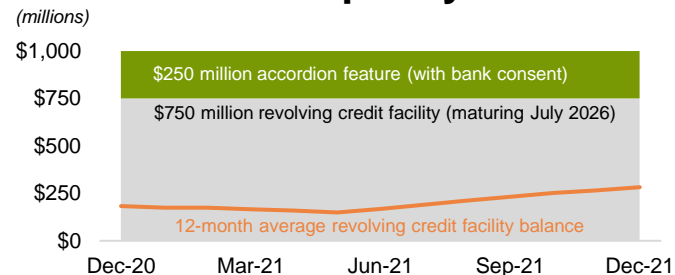 (millions)
$1,000
$250 million accordion feature (with bank consent)
$750
$750 million revolving credit facility (maturing July 2026)
$500
$250
12-month average revolving credit facility balance
$0
Dec-20 Mar-21 Jun-21 Sep-21 Dec-21